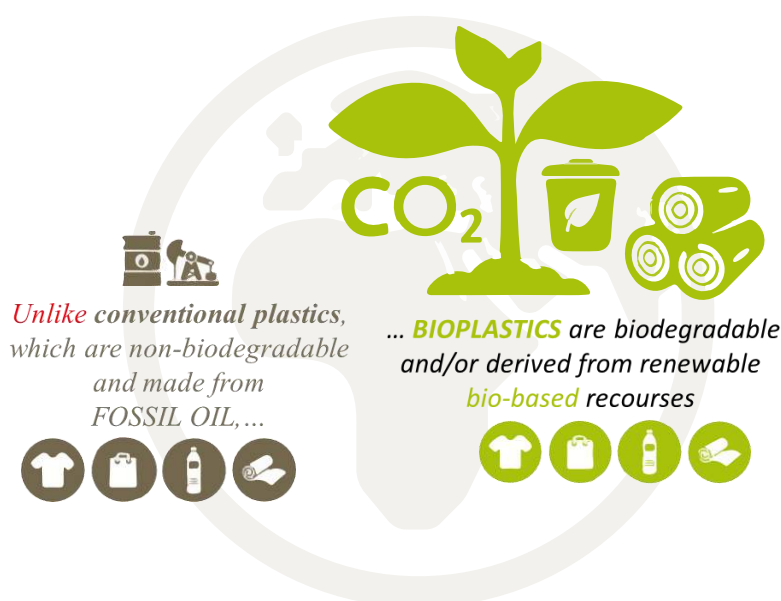 CO2
Unlike conventional plastics,
which are non-biodegradable
and made from
FOSSIL OIL,...
... BIOPLASTICS are biodegradable
and/or derived from renewable
bio-based recourses